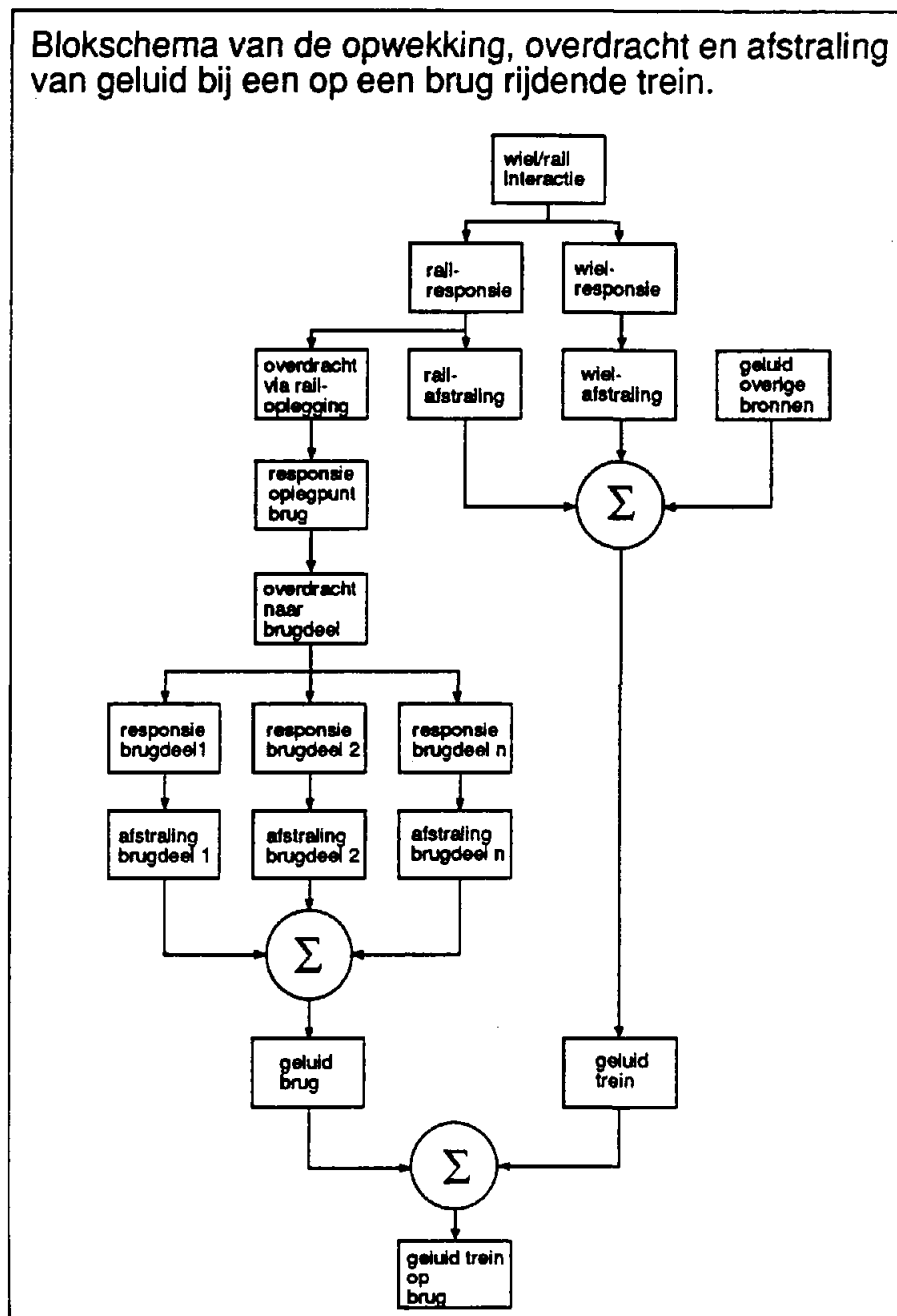 Blokschema van de opwekking, overdracht en afstraling
van geluid bij een op een brug rijdende trein.
wiel/rail
interactie
rail-
responsie
wiel-
responsie
overdracht
via rail-
oplegging
rail-
afstraling
wiel-
afstraling
geluid
overige
bronnen
responsie
oplegpunt
brug
Σ
overdracht
naar
brugdeel
responsie
brugdeel 1
responsie
brugdeel 2
responsie
brugdeel n
afstraling
brugdeel 1
afstraling
brugdeel 2
afstraling
brugdeel n
Σ
geluid
brug
geluid
trein
Σ
geluid trein
op
brug